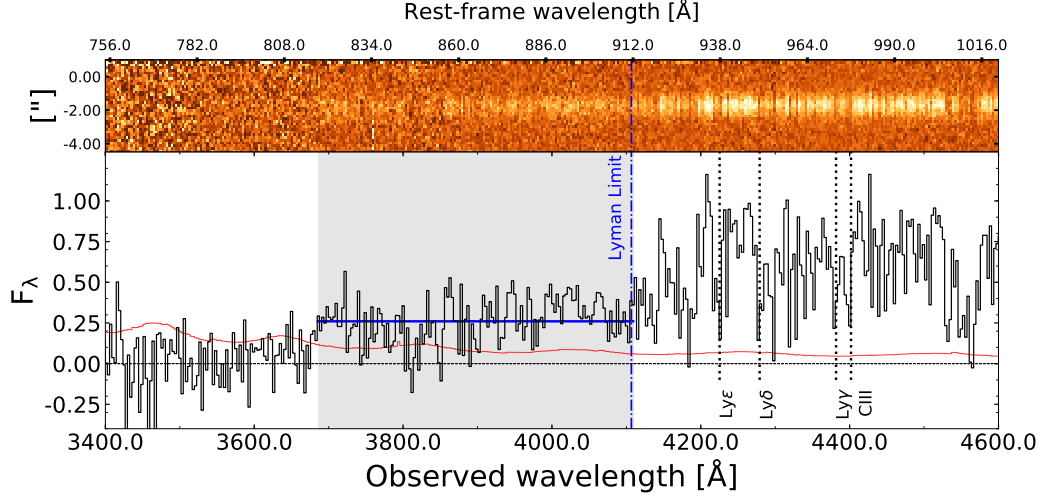 Rest-frame wavelength [Å]
756.0 782.0 808.0 834.0 860.0 886.0 912.0 938.0 964.0 990.0 1016.0
0.00
["]
-2.00
-4.00
Lyman Limit
1.00
0.75
0.50
0.25
0.00
-0.25
F_λ
Lyε Lyδ Lyγ CIII
3400.0 3600.0 3800.0 4000.0 4200.0 4400.0 4600.0
Observed wavelength [Å]